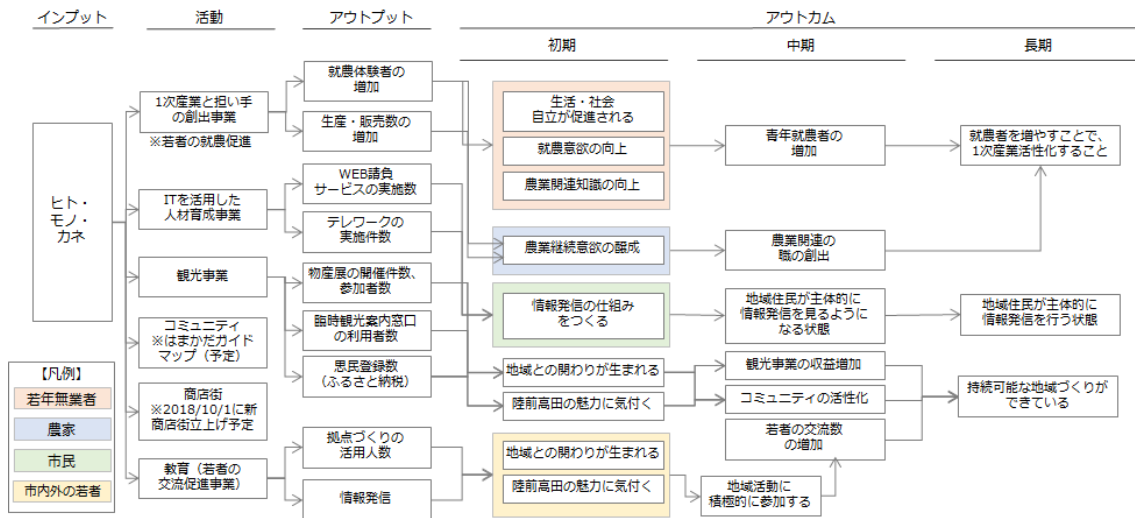 インプット
活動
アウトプット
アウトカム
初期
中期
長期
ヒト・
モノ・
カネ
1次産業と担い手
の創出事業
※若者の就農促進
ITを活用した
人材育成事業
観光事業
コミュニティ
※はまかだガイド
マップ（予定）
商店街
※2018/10/1に新
商店街立上げ予定
教育（若者の
交流促進事業）
就農体験者の
増加
生産・販売数の
増加
WEB請負
サービスの実施数
テレワークの
実施件数
物産展の開催件数、
参加者数
臨時観光案内窓口
の利用者数
思民登録数
（ふるさと納税）
拠点づくりの
活用人数
情報発信
生活・社会
自立が促進される
就農意欲の向上
農業関連知識の向上
農業継続意欲の醸成
情報発信の仕組み
をつくる
地域との関わりが生まれる
陸前高田の魅力に気付く
地域との関わりが生まれる
陸前高田の魅力に気付く
青年就農者の
増加
農業関連の
職の創出
地域住民が主体的に
情報発信を見るように
なる状態
観光事業の収益増加
コミュニティの活性化
若者の交流数
の増加
地域活動に
積極的に参加する
就農者を増やすことで、
1次産業活性化すること
地域住民が主体的に
情報発信を行う状態
持続可能な地域づくりが
できている
【凡例】
若年無業者
農家
市民
市内外の若者